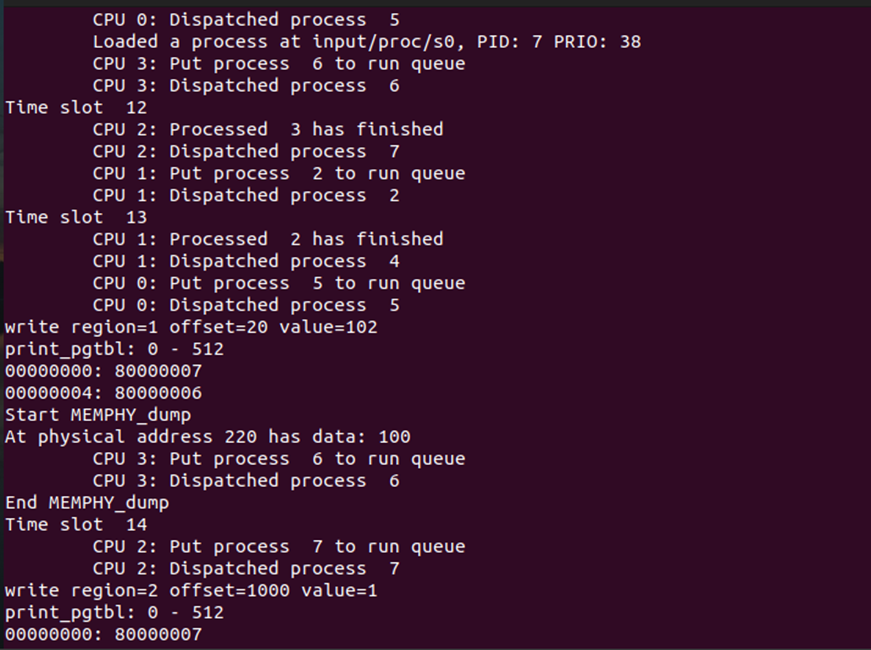 CPU 0: Dispatched process  5
Loaded a process at input/proc/s0, PID: 7 PRIO: 38
CPU 3: Put process  6 to run queue
CPU 3: Dispatched process  6
Time slot  12
CPU 2: Processed  3 has finished
CPU 2: Dispatched process  7
CPU 1: Put process  2 to run queue
CPU 1: Dispatched process  2
Time slot  13
CPU 1: Processed  2 has finished
CPU 1: Dispatched process  4
CPU 0: Put process  5 to run queue
CPU 0: Dispatched process  5
write region=1 offset=20 value=102
print_pgtbl: 0 - 512
00000000: 80000007
00000004: 80000006
Start MEMPHY_dump
At physical address 220 has data: 100
CPU 3: Put process  6 to run queue
CPU 3: Dispatched process  6
End MEMPHY_dump
Time slot  14
CPU 2: Put process  7 to run queue
CPU 2: Dispatched process  7
write region=2 offset=1000 value=1
print_pgtbl: 0 - 512
00000000: 80000007